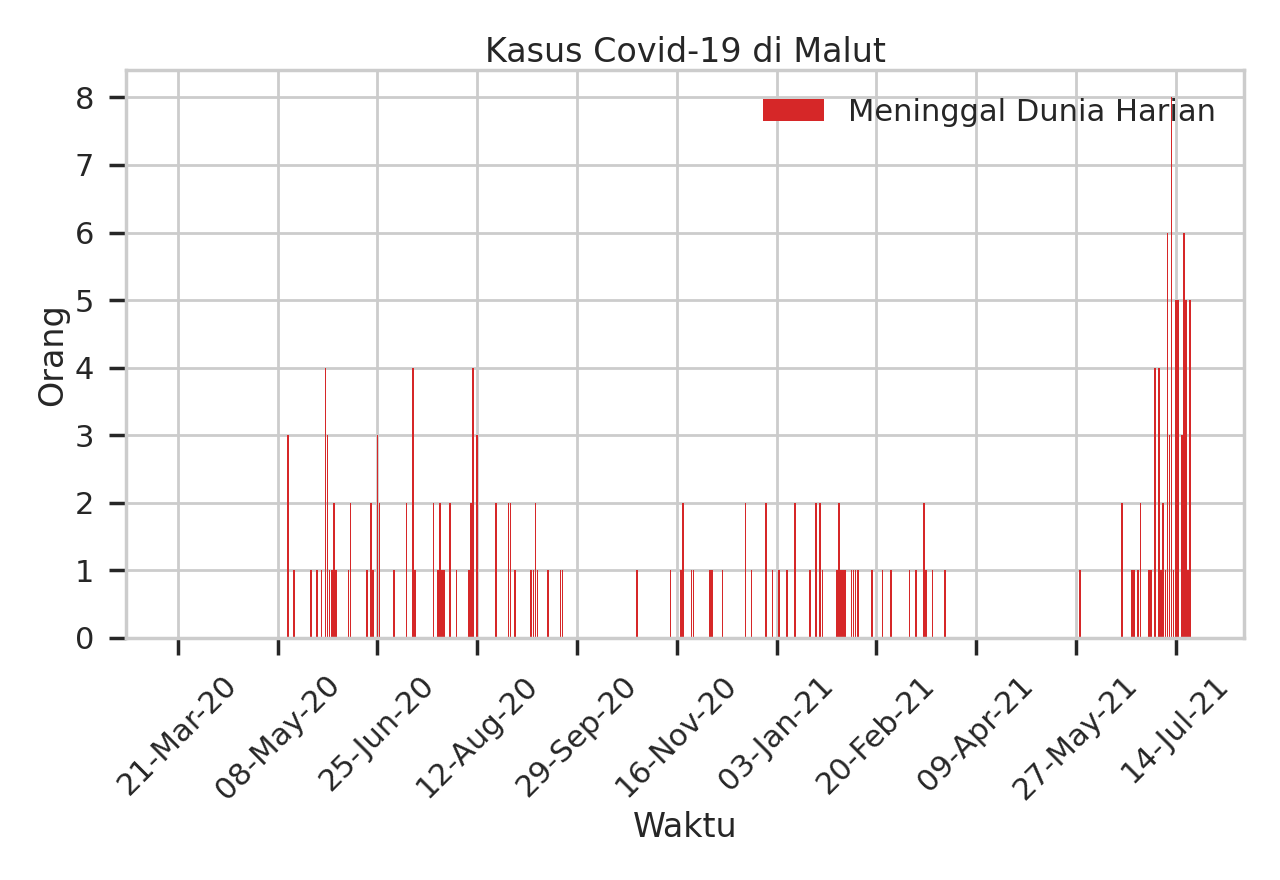 Kasus Covid-19 di Malut
Meninggal Dunia Harian
Orang
8
7
6
5
4
3
2
1
0
21-Mar-20
08-May-20
25-Jun-20
12-Aug-20
29-Sep-20
16-Nov-20
03-Jan-21
20-Feb-21
09-Apr-21
27-May-21
14-Jul-21
Waktu